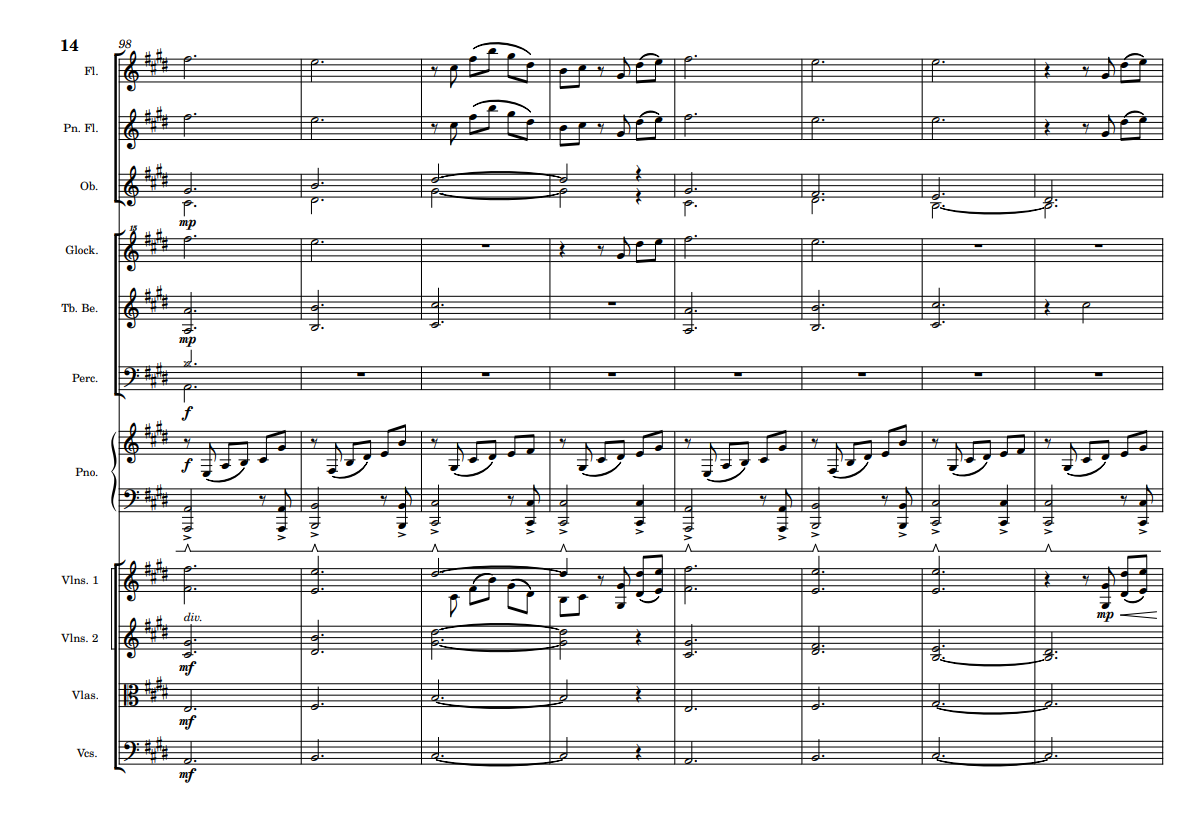 14
98
Fl.
Pn. Fl.
Ob.
mp
15
Glock.
Tb. Be.
mp
Perc.
f
f
Pno.
Vlns. 1
mp
div.
Vlns. 2
mf
Vlas.
mf
Vcs.
mf